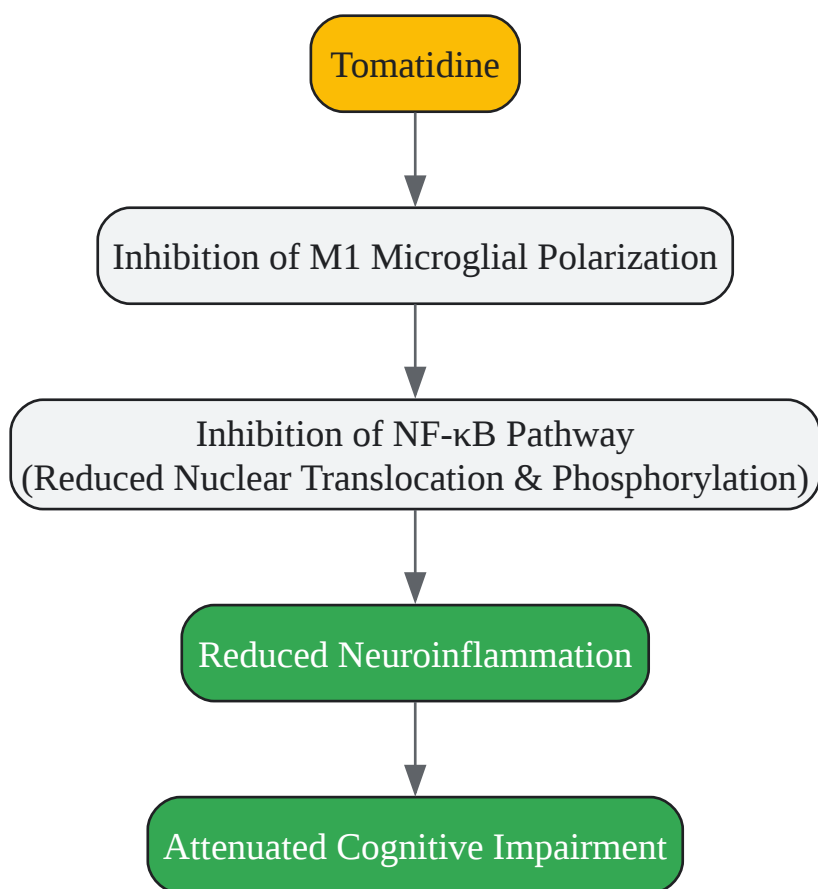 Tomatidine
Inhibition of M1 Microglial Polarization
Inhibition of NF-κB Pathway
(Reduced Nuclear Translocation & Phosphorylation)
Reduced Neuroinflammation
Attenuated Cognitive Impairment